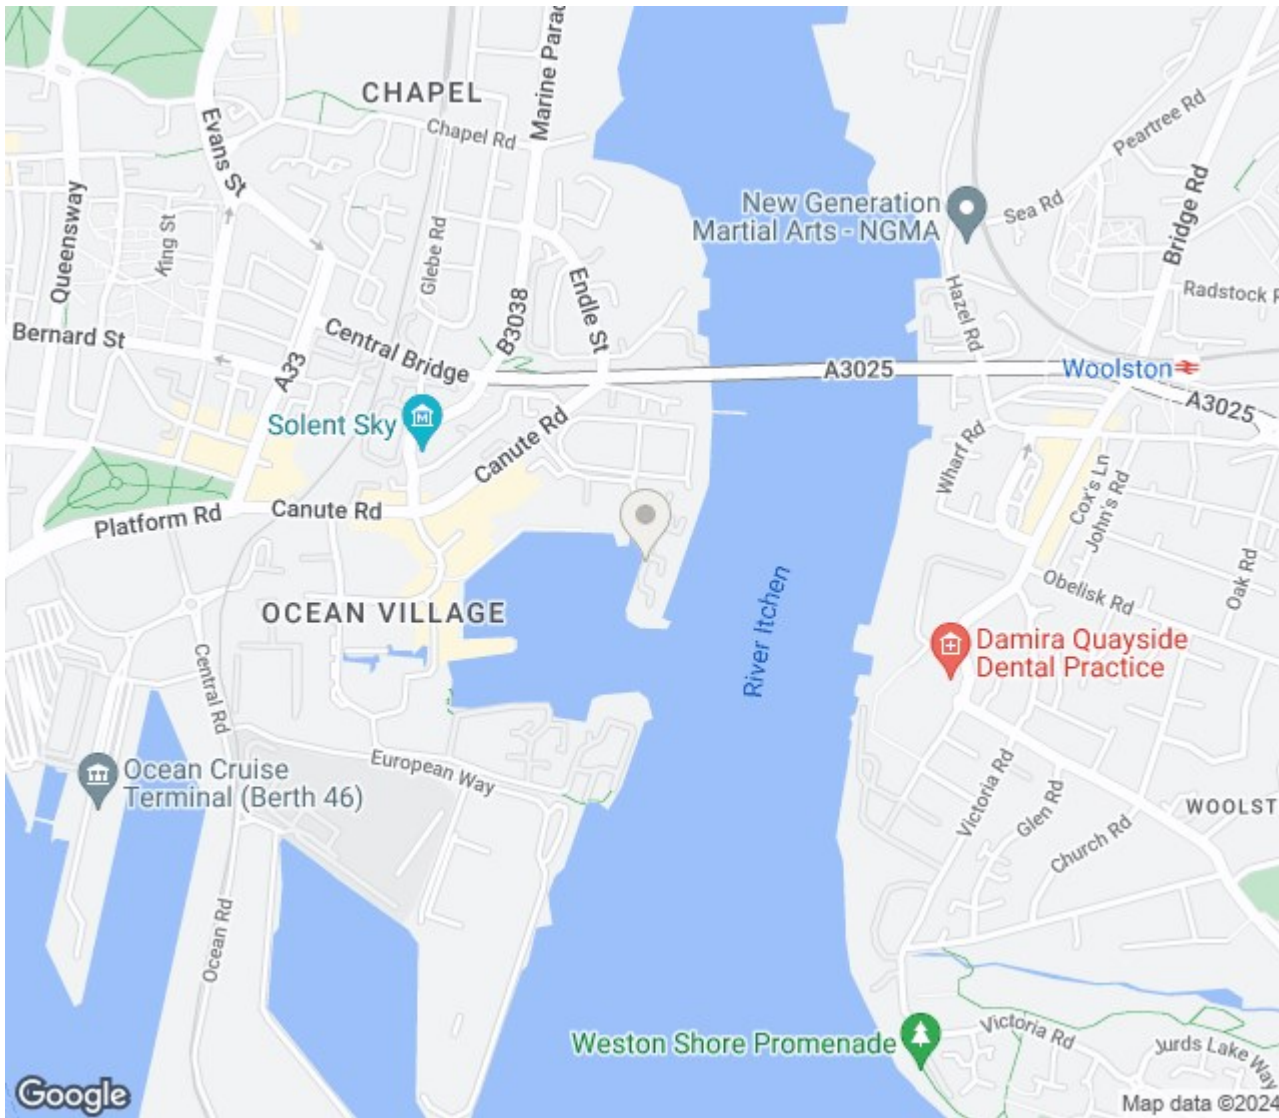 CHAPEL
Marine Parad
Chapel Rd
Evans St
Queensway
King St
Glebe Rd
Endle St
B3038
Bernard St
Central Bridge
A33
Solent Sky
Canute Rd
Platform Rd
Canute Rd
OCEAN VILLAGE
Central Rd
European Way
Ocean Cruise
Terminal (Berth 46)
Ocean Rd
River Itchen
A3025
New Generation
Martial Arts - NGMA
Sea Rd
Peartree Rd
Bridge Rd
Radstock R
Hazel Rd
Woolston
A3025
Wharf Rd
Cox's Ln
John's Rd
Oak Rd
Obelisk Rd
Damira Quayside
Dental Practice
Victoria Rd
Glen Rd
Church Rd
WOOLST
Weston Shore Promenade
Victoria Rd
Jurds Lake Way
Google
Map data ©2024